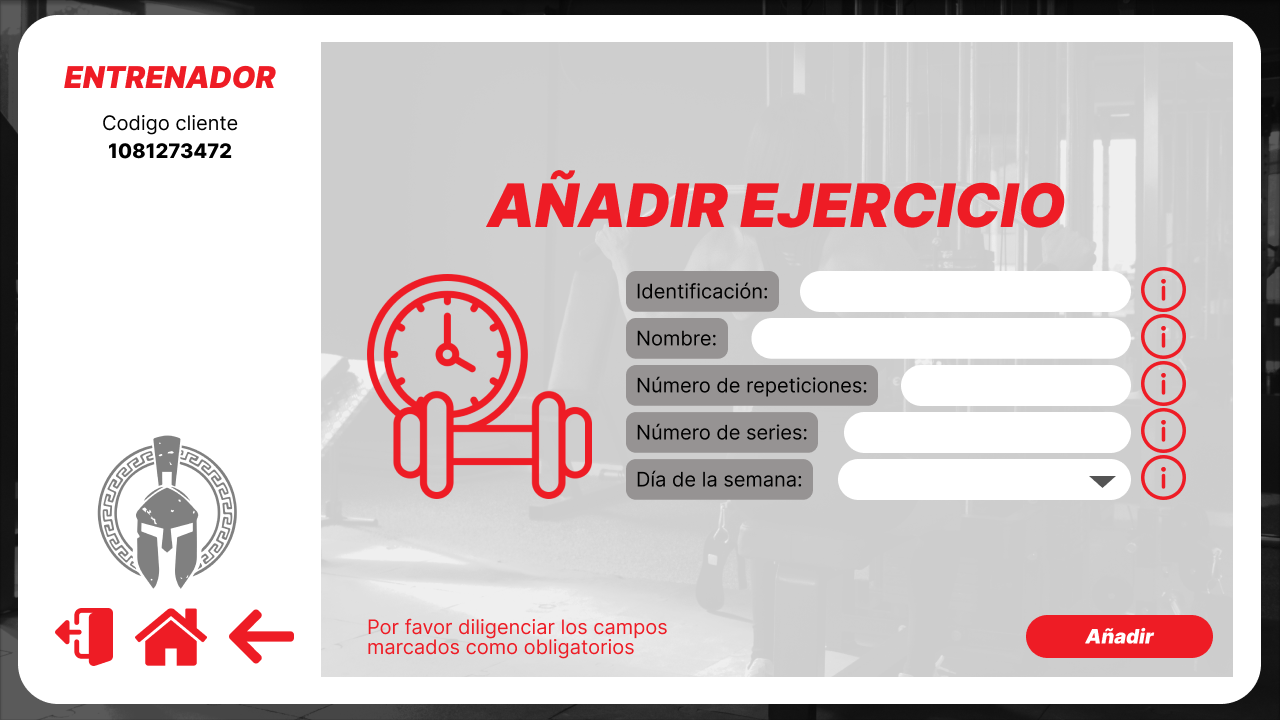 ENTRENADOR
Codigo cliente
1081273472
AÑADIR EJERCICIO
Identificación:
Nombre:
Número de repeticiones:
Número de series:
Día de la semana:
Por favor diligenciar los campos
marcados como obligatorios
Añadir